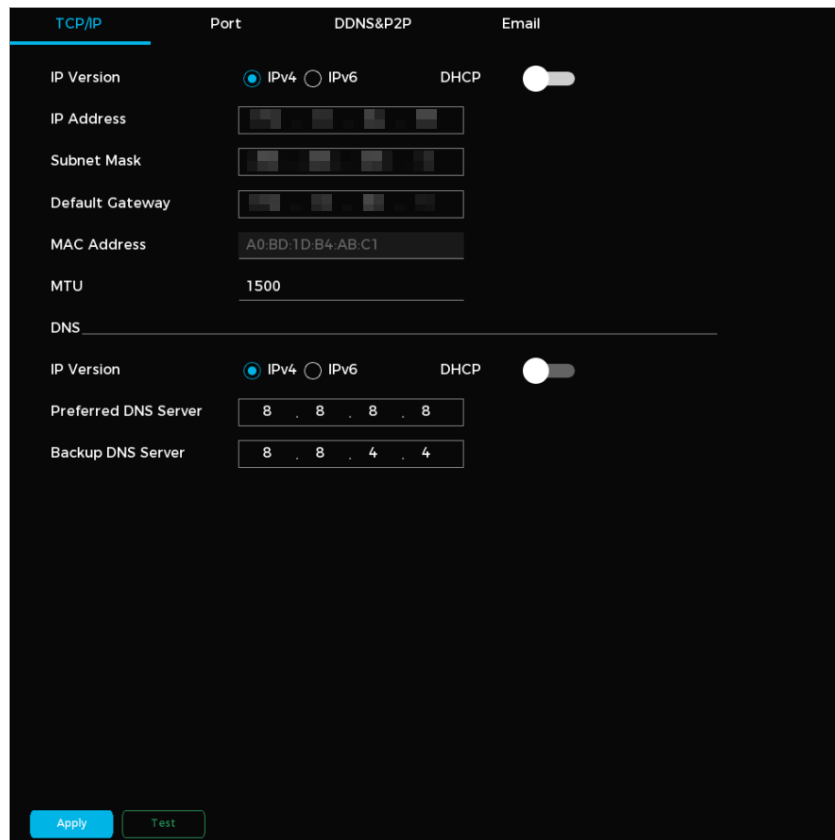 TCP/IP Port DDNS&P2P Email
IP Version IPv4 IPv6 DHCP
IP Address
Subnet Mask
Default Gateway
MAC Address A0:BD:1D:B4:AB:C1
MTU 1500
DNS
IP Version IPv4 IPv6 DHCP
Preferred DNS Server 8 . 8 . 8 . 8
Backup DNS Server 8 . 8 . 4 . 4
Apply Test